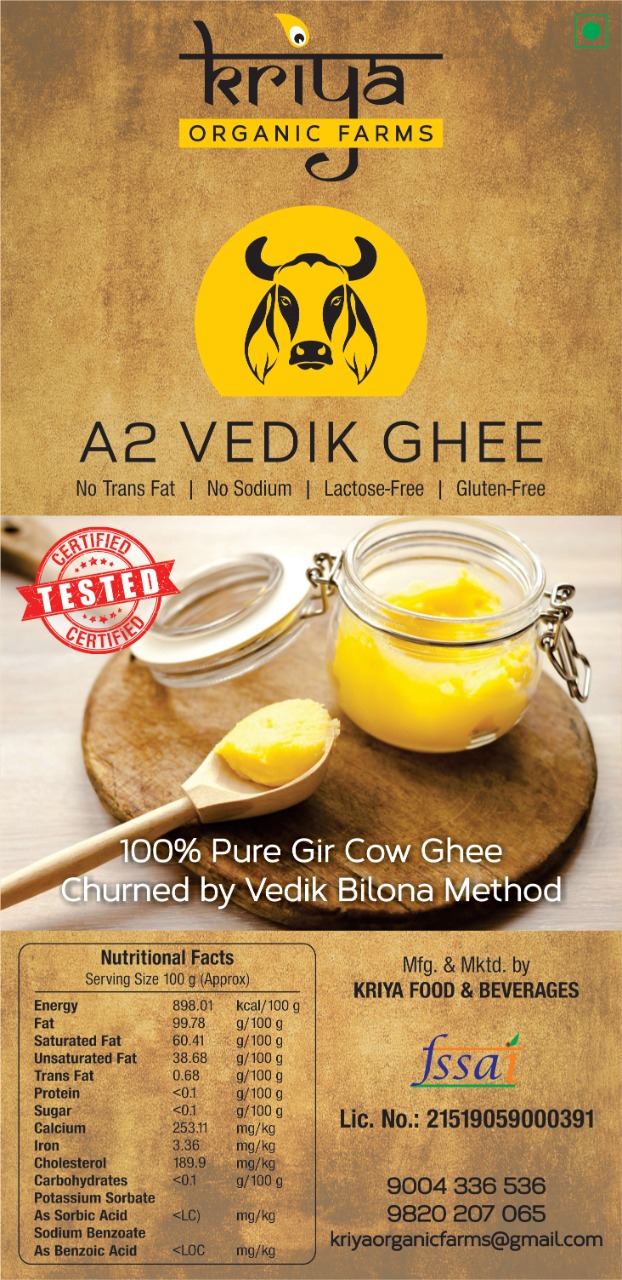 kriya
ORGANIC FARMS
A2 VEDIK GHEE
No Trans Fat | No Sodium | Lactose-Free | Gluten-Free
CERTIFIED
TESTED
CERTIFIED
100% Pure Gir Cow Ghee
Churned by Vedik Bilona Method
Nutritional Facts
Serving Size 100 g (Approx)
Energy 898.01 kcal/100 g
Fat 99.78 g/100 g
Saturated Fat 60.41 g/100 g
Unsaturated Fat 38.68 g/100 g
Trans Fat 0.68 g/100 g
Protein <0.1 g/100 g
Sugar <0.1 g/100 g
Calcium 253.11 mg/kg
Iron 3.36 mg/kg
Cholesterol 189.9 mg/kg
Carbohydrates <0.1 g/100 g
Potassium Sorbate
As Sorbic Acid <LC) mg/kg
Sodium Benzoate
As Benzoic Acid <LOC mg/kg
Mfg. & Mktd. by
KRIYA FOOD & BEVERAGES
fssai
Lic. No.: 21519059000391
9004 336 536
9820 207 065
kriyaorganicfarms@gmail.com